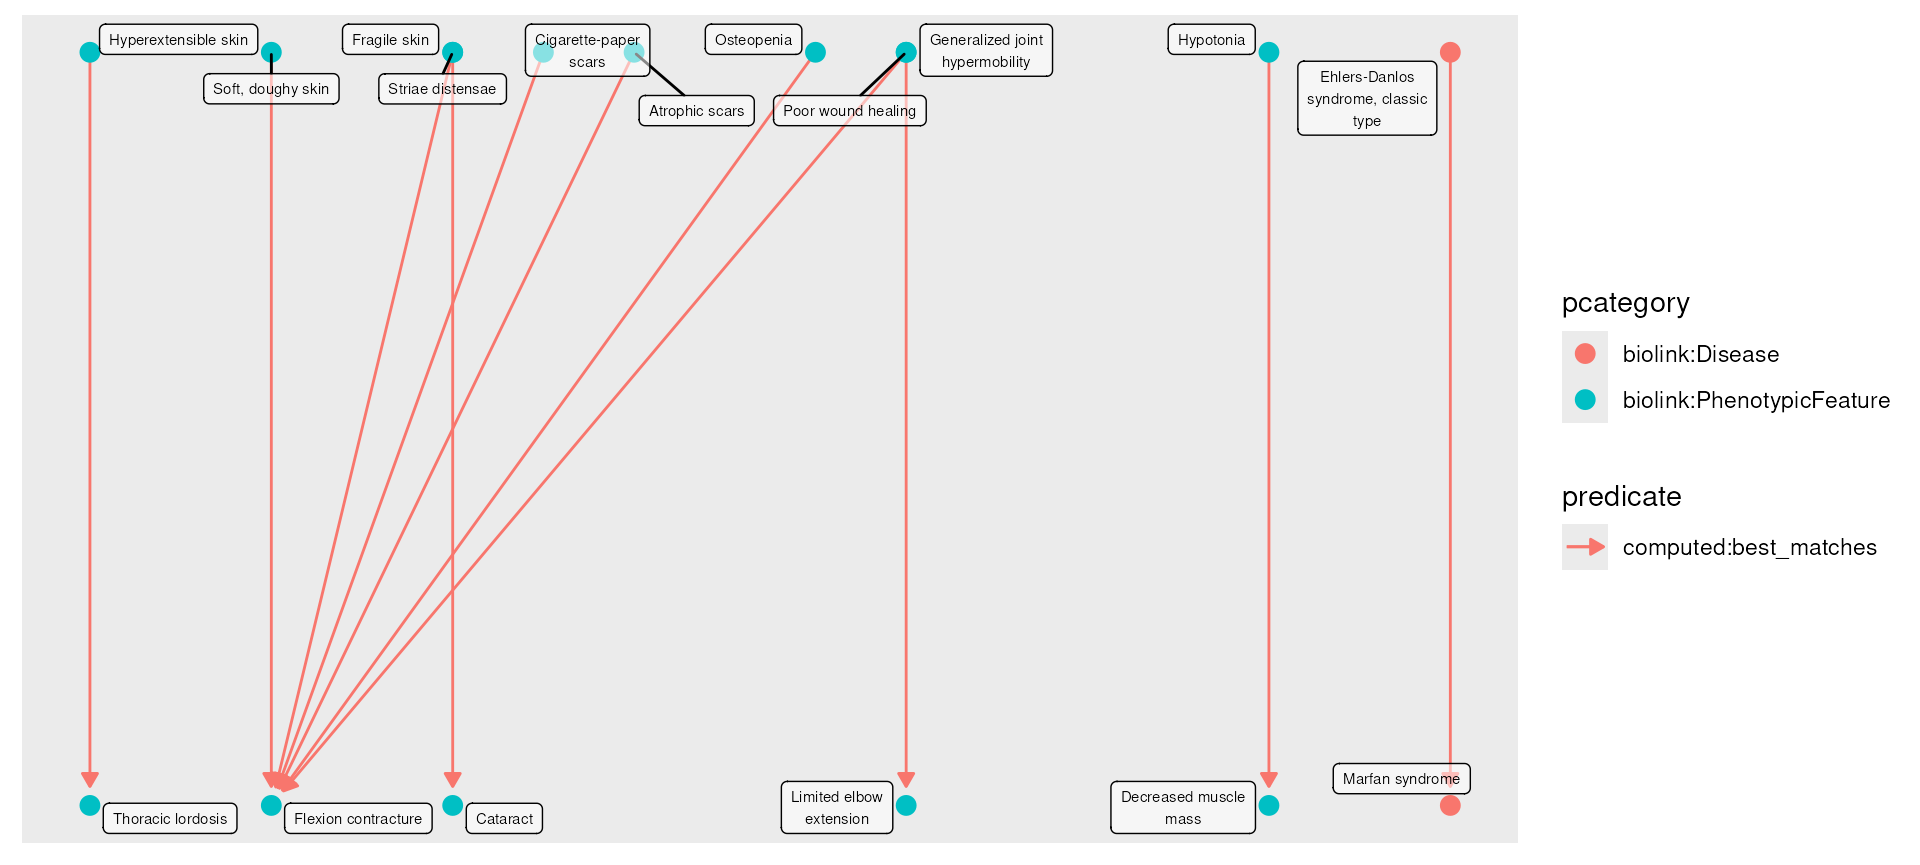 Hyperextensible skin
Fragile skin
Cigarette-paper
scars
Osteopenia
Generalized joint
hypermobility
Hypotonia
Soft, doughy skin
Striae distensae
Atrophic scars
Poor wound healing
Ehlers-Danlos
syndrome, classic
type
Thoracic lordosis
Flexion contracture
Cataract
Limited elbow
extension
Decreased muscle
mass
Marfan syndrome
pcategory
biolink:Disease
biolink:PhenotypicFeature
predicate
computed:best_matches